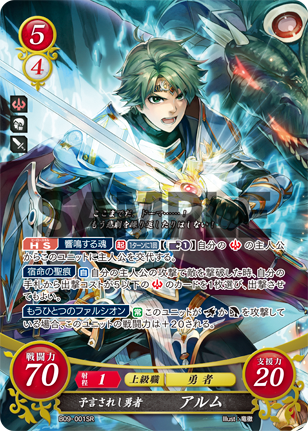 5
4
SAMPLE
HS 響鳴する魂 起 【1ターンに1回】 自分の の主人公
からこのユニットに主人公を交代する。
宿命の聖痕 自 自分の主人公の攻撃で敵を撃破した時、自分の
手札から出撃コストが5以下の のカードを1枚選び、出撃さ
せてもよい。
もうひとつのファルシオン 常 このユニットが か を攻撃して
いる場合、このユニットの戦闘力は+20される。
戦闘力
70
射程
1
上級職
勇者
支援力
20
予言されし勇者 アルム
B09-001SR
Illust